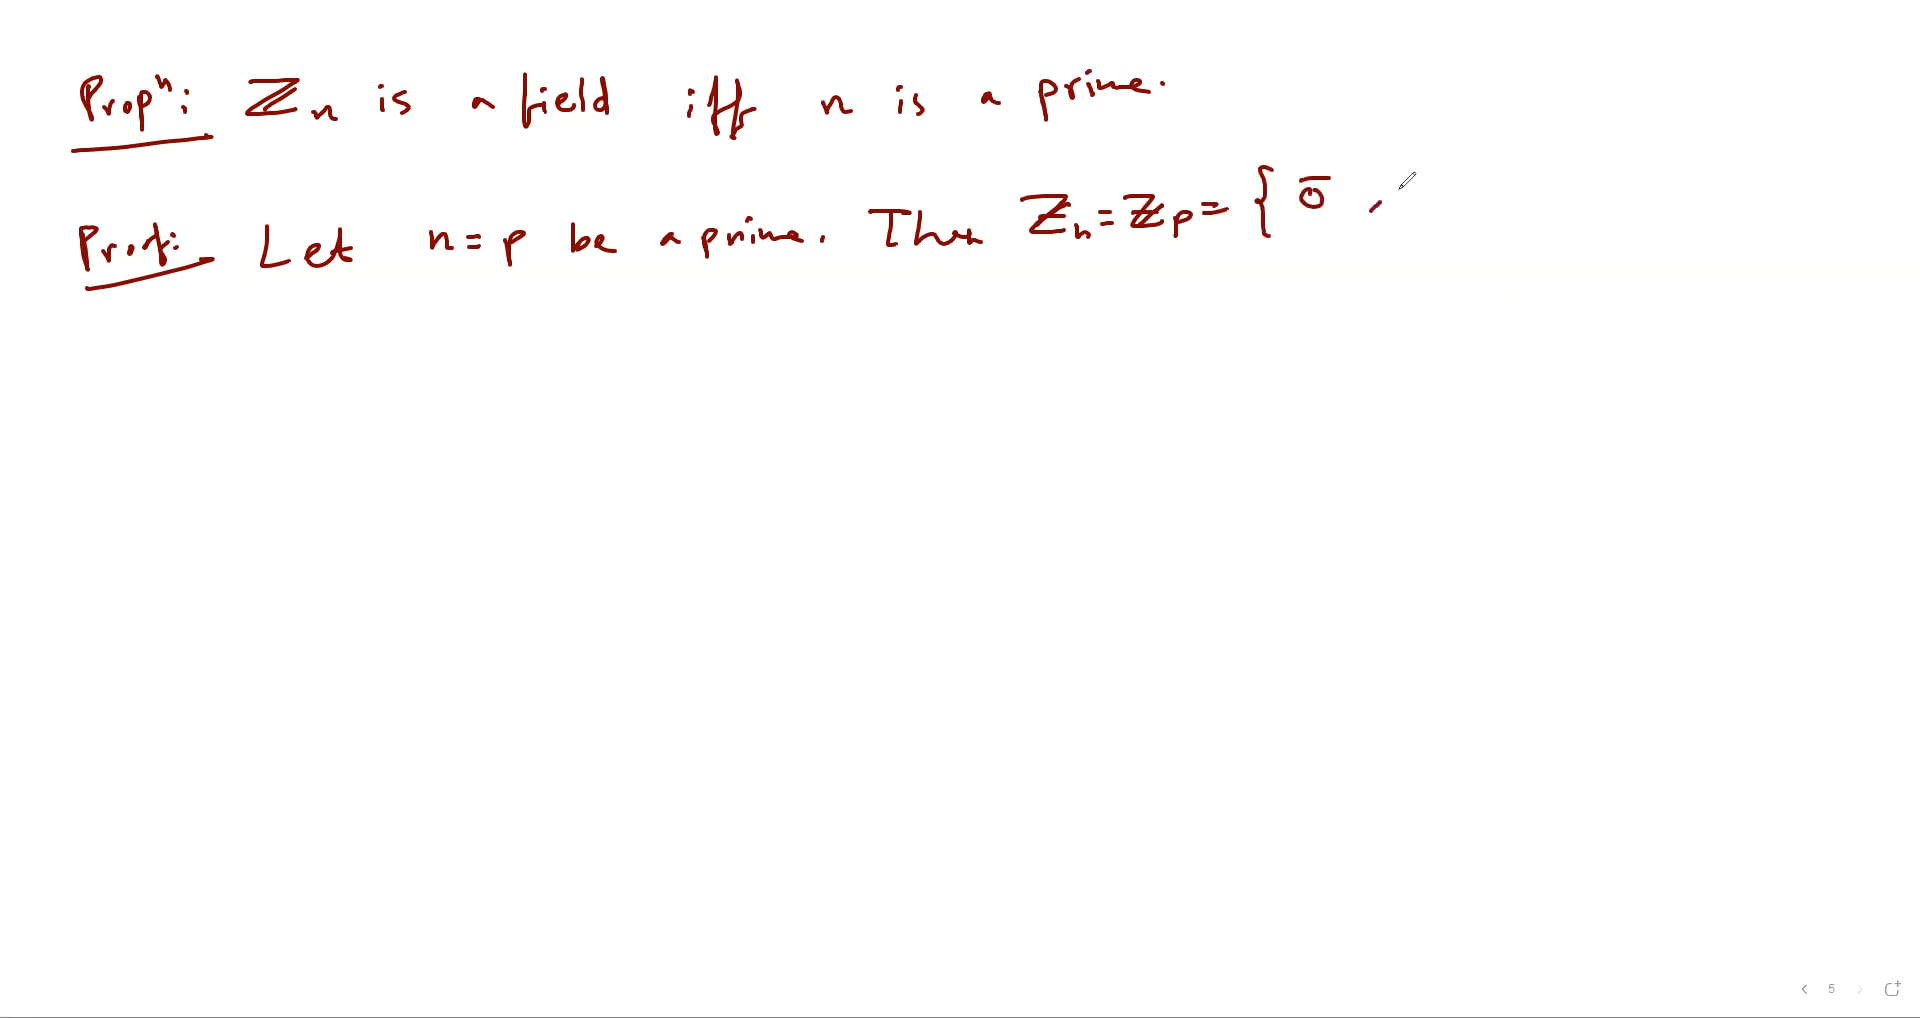 Propⁿ: ℤₙ is a field iff n is a prime.
Proof: Let n = p be a prime. Then ℤₙ = ℤₚ = { 0̅ ,
5